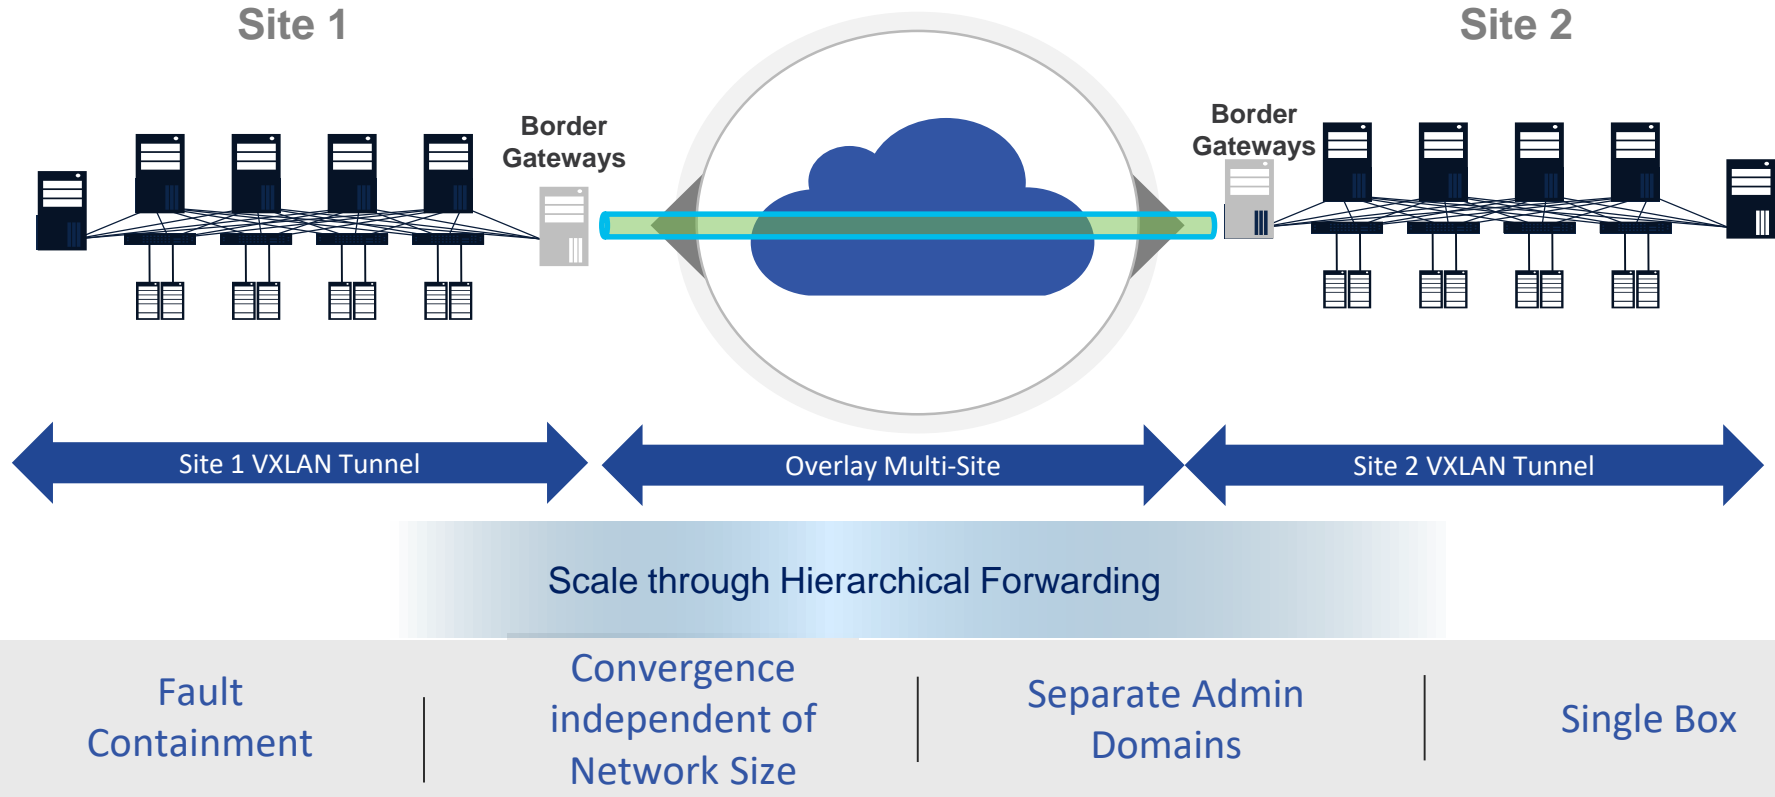 Site 1
Site 2
Border
Gateways
Border
Gateways
Site 1 VXLAN Tunnel
Overlay Multi-Site
Site 2 VXLAN Tunnel
Scale through Hierarchical Forwarding
Fault
Containment
Convergence
independent of
Network Size
Separate Admin
Domains
Single Box